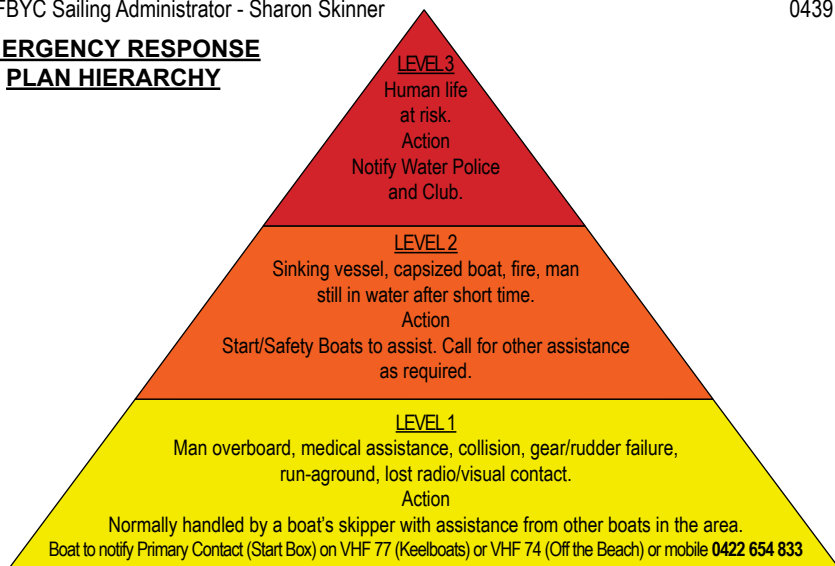 FBYC Sailing Administrator - Sharon Skinner 0439
ERGENCY RESPONSE
PLAN HIERARCHY
LEVEL 3
Human life
at risk.
Action
Notify Water Police
and Club.
LEVEL 2
Sinking vessel, capsized boat, fire, man
still in water after short time.
Action
Start/Safety Boats to assist. Call for other assistance
as required.
LEVEL 1
Man overboard, medical assistance, collision, gear/rudder failure,
run-aground, lost radio/visual contact.
Action
Normally handled by a boat's skipper with assistance from other boats in the area.
Boat to notify Primary Contact (Start Box) on VHF 77 (Keelboats) or VHF 74 (Off the Beach) or mobile 0422 654 833